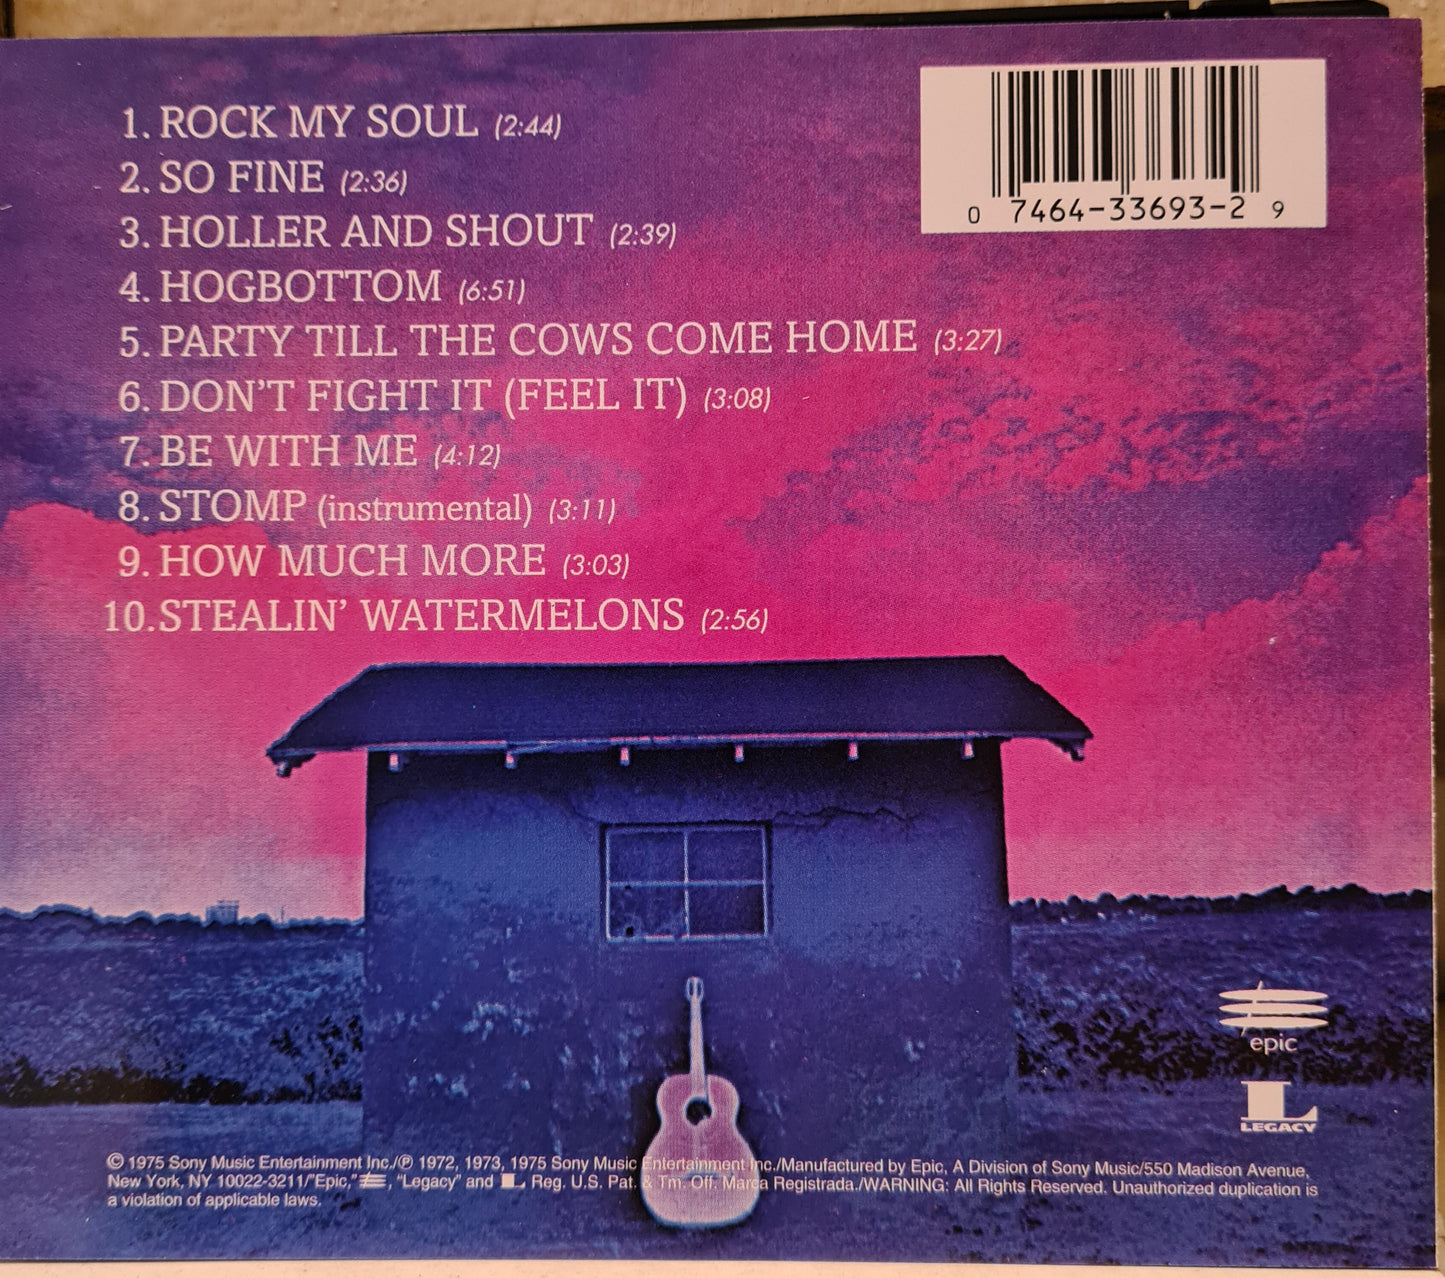 1. ROCK MY SOUL (2:44)
2. SO FINE (2:36)
3. HOLLER AND SHOUT (2:39)
4. HOGBOTTOM (6:51)
5. PARTY TILL THE COWS COME HOME (3:27)
6. DON'T FIGHT IT (FEEL IT) (3:08)
7. BE WITH ME (4:12)
8. STOMP (instrumental) (3:11)
9. HOW MUCH MORE (3:03)
10. STEALIN' WATERMELONS (2:56)
0 7464-33693-2 9
epic
L
LEGACY
© 1975 Sony Music Entertainment Inc./℗ 1972, 1973, 1975 Sony Music Entertainment Inc./Manufactured by Epic, A Division of Sony Music/550 Madison Avenue,
New York, NY 10022-3211/"Epic," , "Legacy" and L Reg. U.S. Pat. & Tm. Off. Marca Registrada./WARNING: All Rights Reserved. Unauthorized duplication is
a violation of applicable laws.